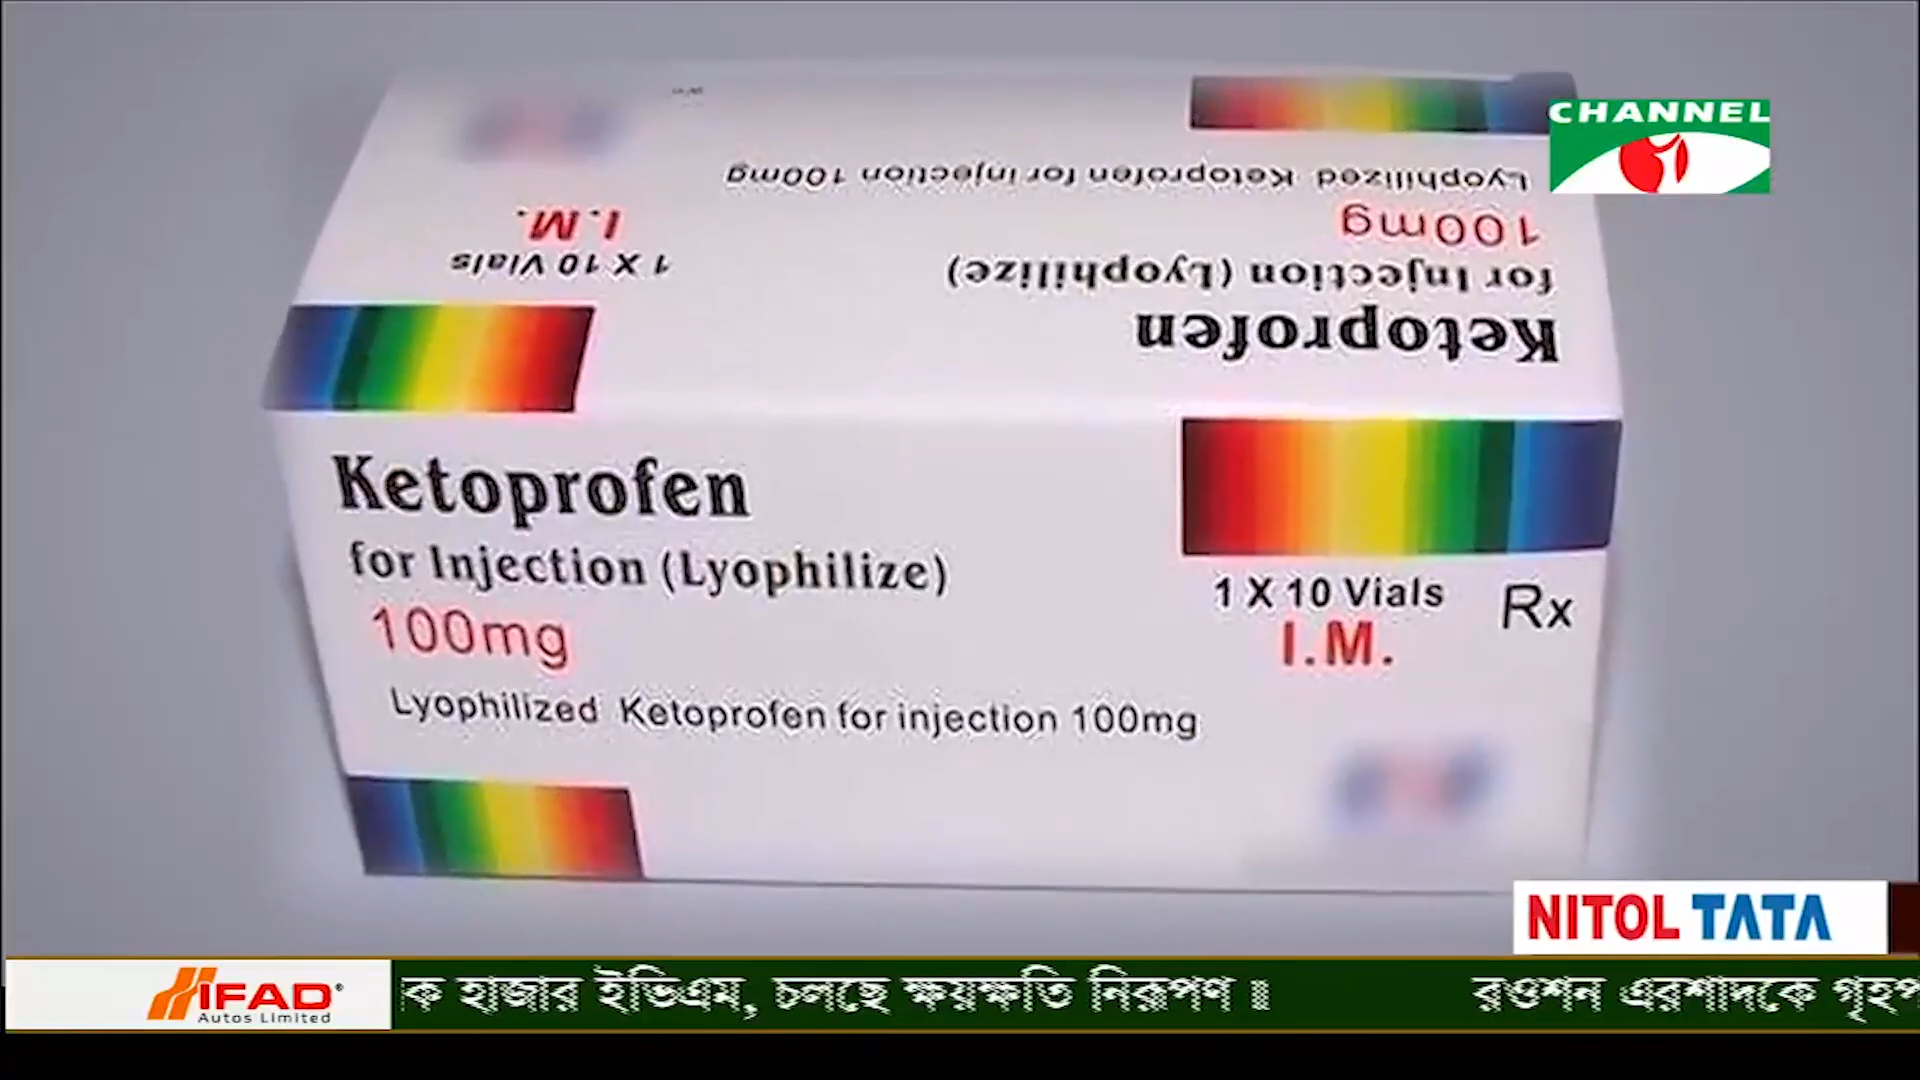 CHANNEL
Lyophilized Ketoprofen for injection 100mg
100mg
for Injection (Lyophilize)
Ketoprofen
I.M.
1 X 10 Vials
Ketoprofen
for Injection (Lyophilize)
100mg
Lyophilized Ketoprofen for injection 100mg
1 X 10 Vials
I.M.
Rx
NITOL TATA
IFAD
Autos Limited
ক হাজার ইভিএম, চলছে ক্ষয়ক্ষতি নিরূপণ ॥
রওশন এরশাদকে গৃহপ